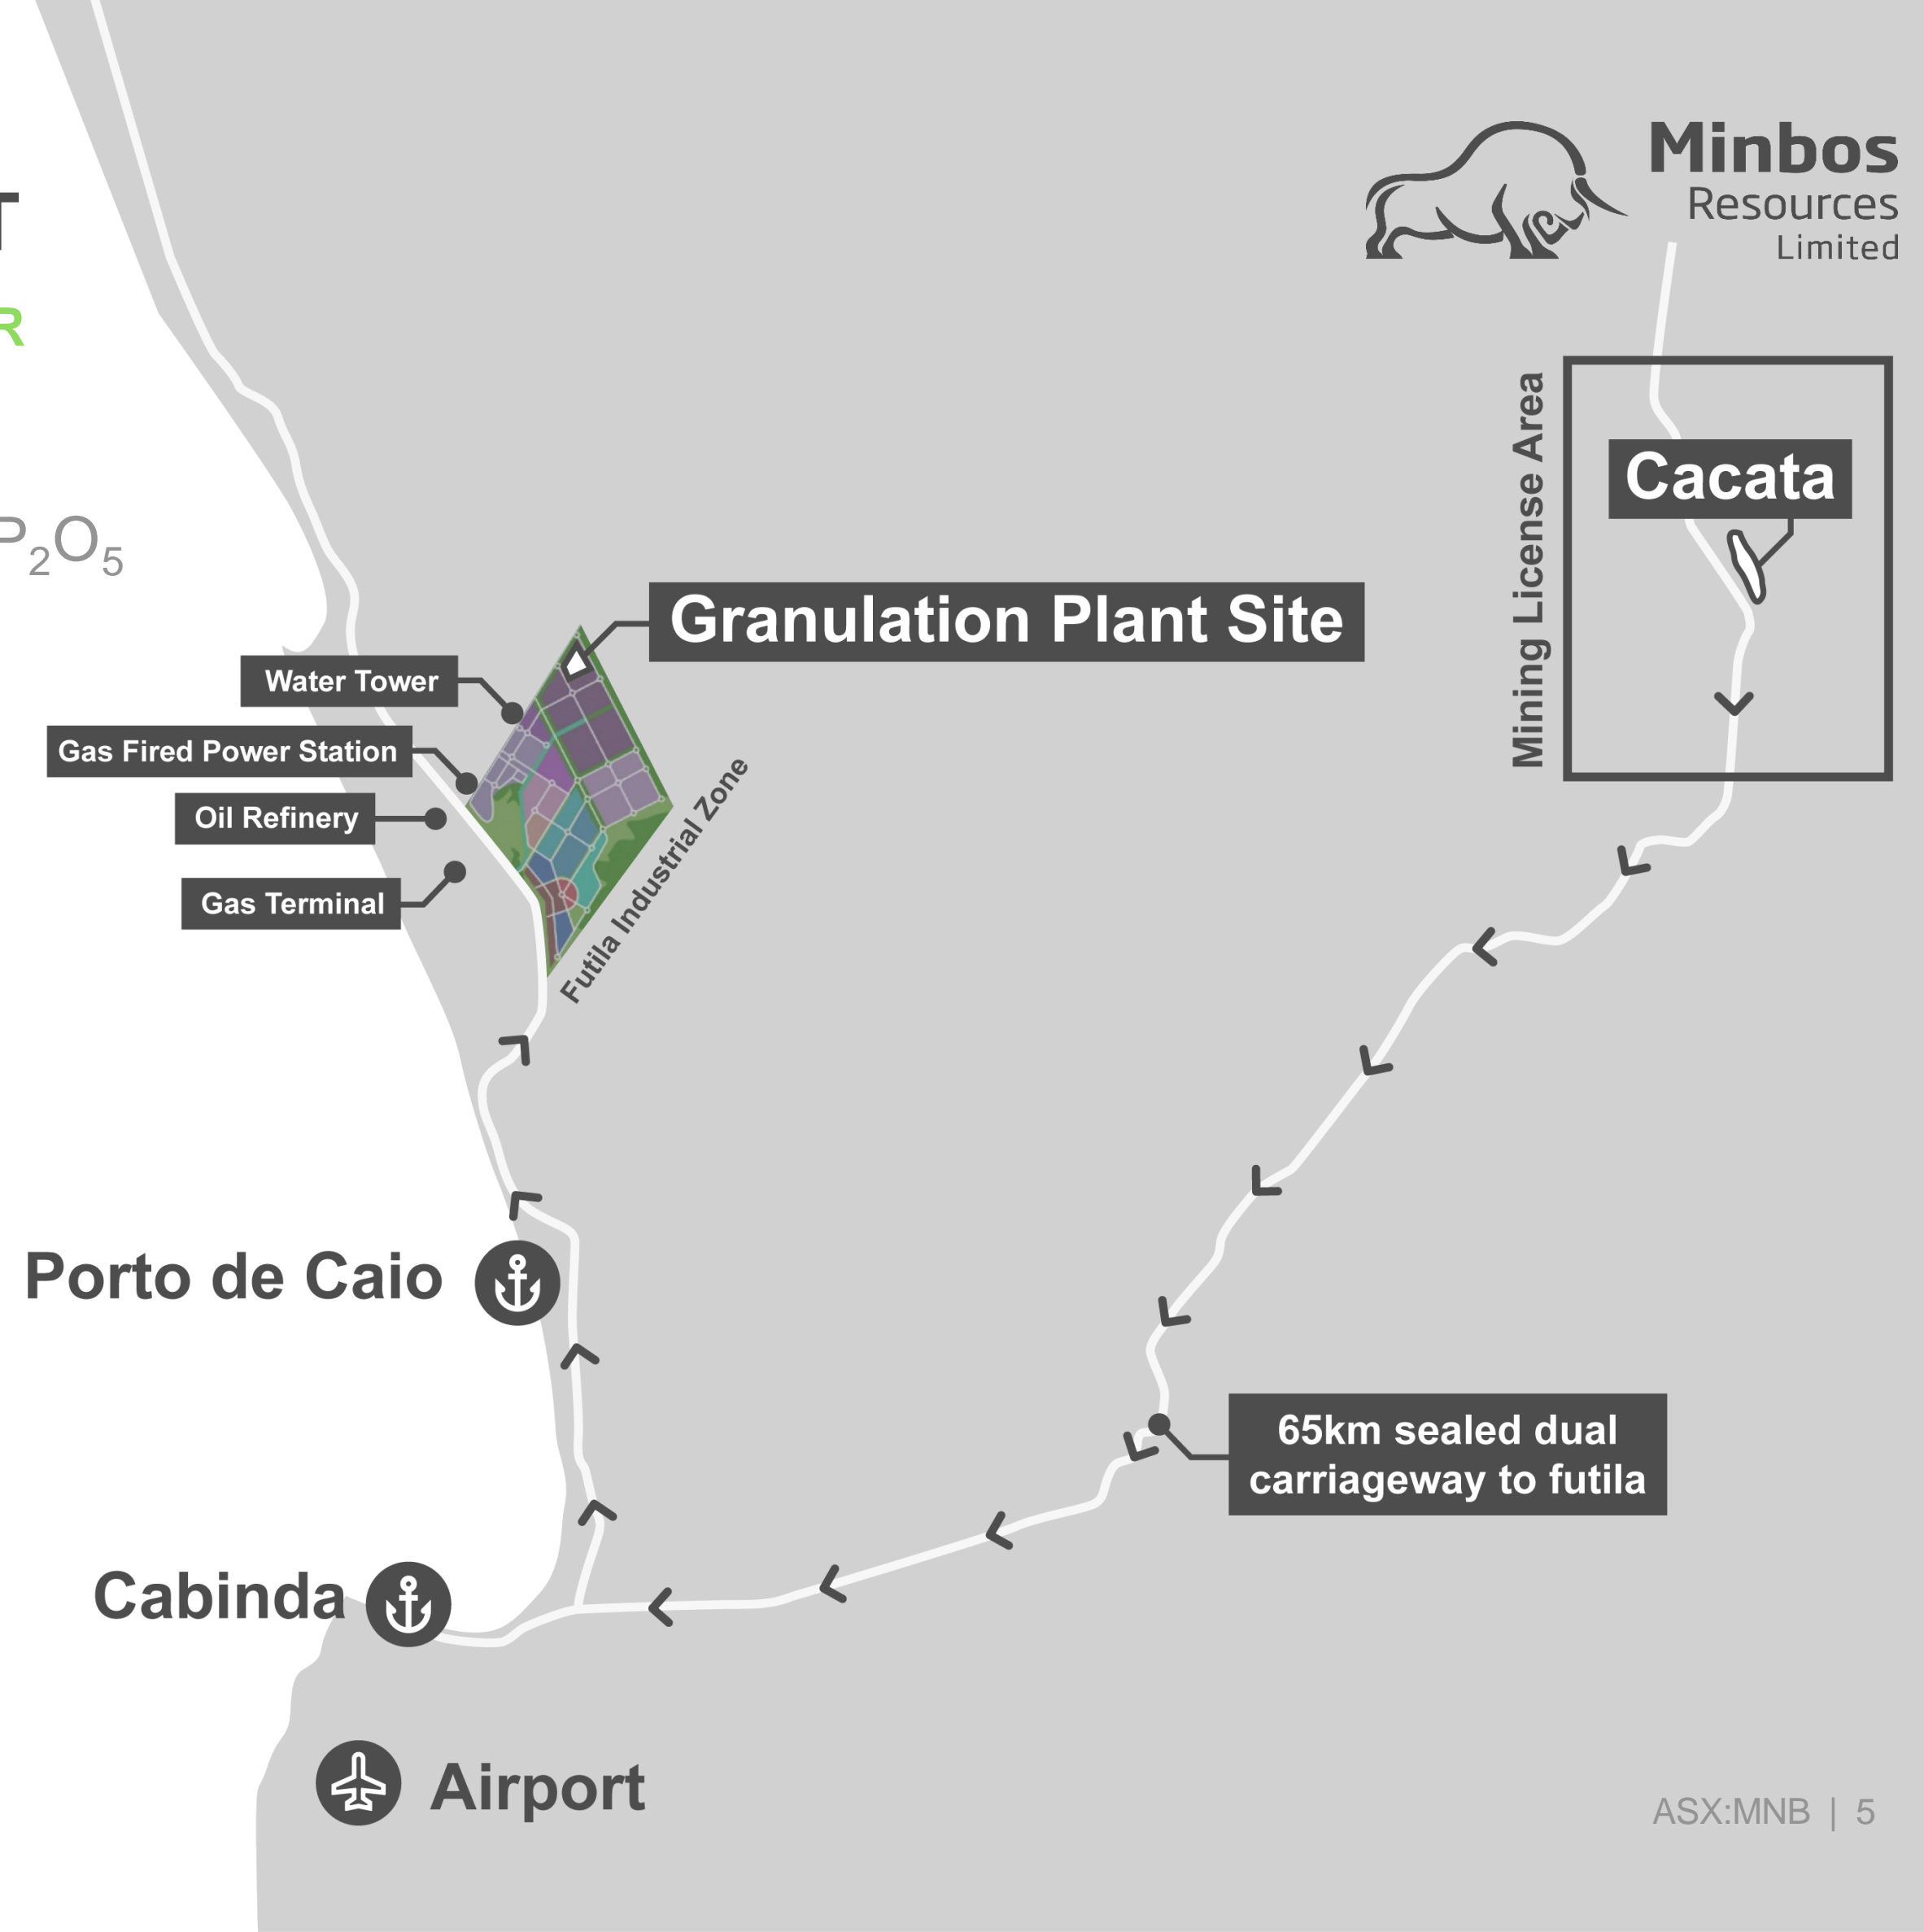 T
R
P2O5
Minbos
Resources
Limited
Mining License Area
Cacata
Granulation Plant Site
Water Tower
Gas Fired Power Station
Oil Refinery
Gas Terminal
Futila Industrial Zone
Porto de Caio
65km sealed dual
carriageway to futila
Cabinda
Airport
ASX:MNB | 5